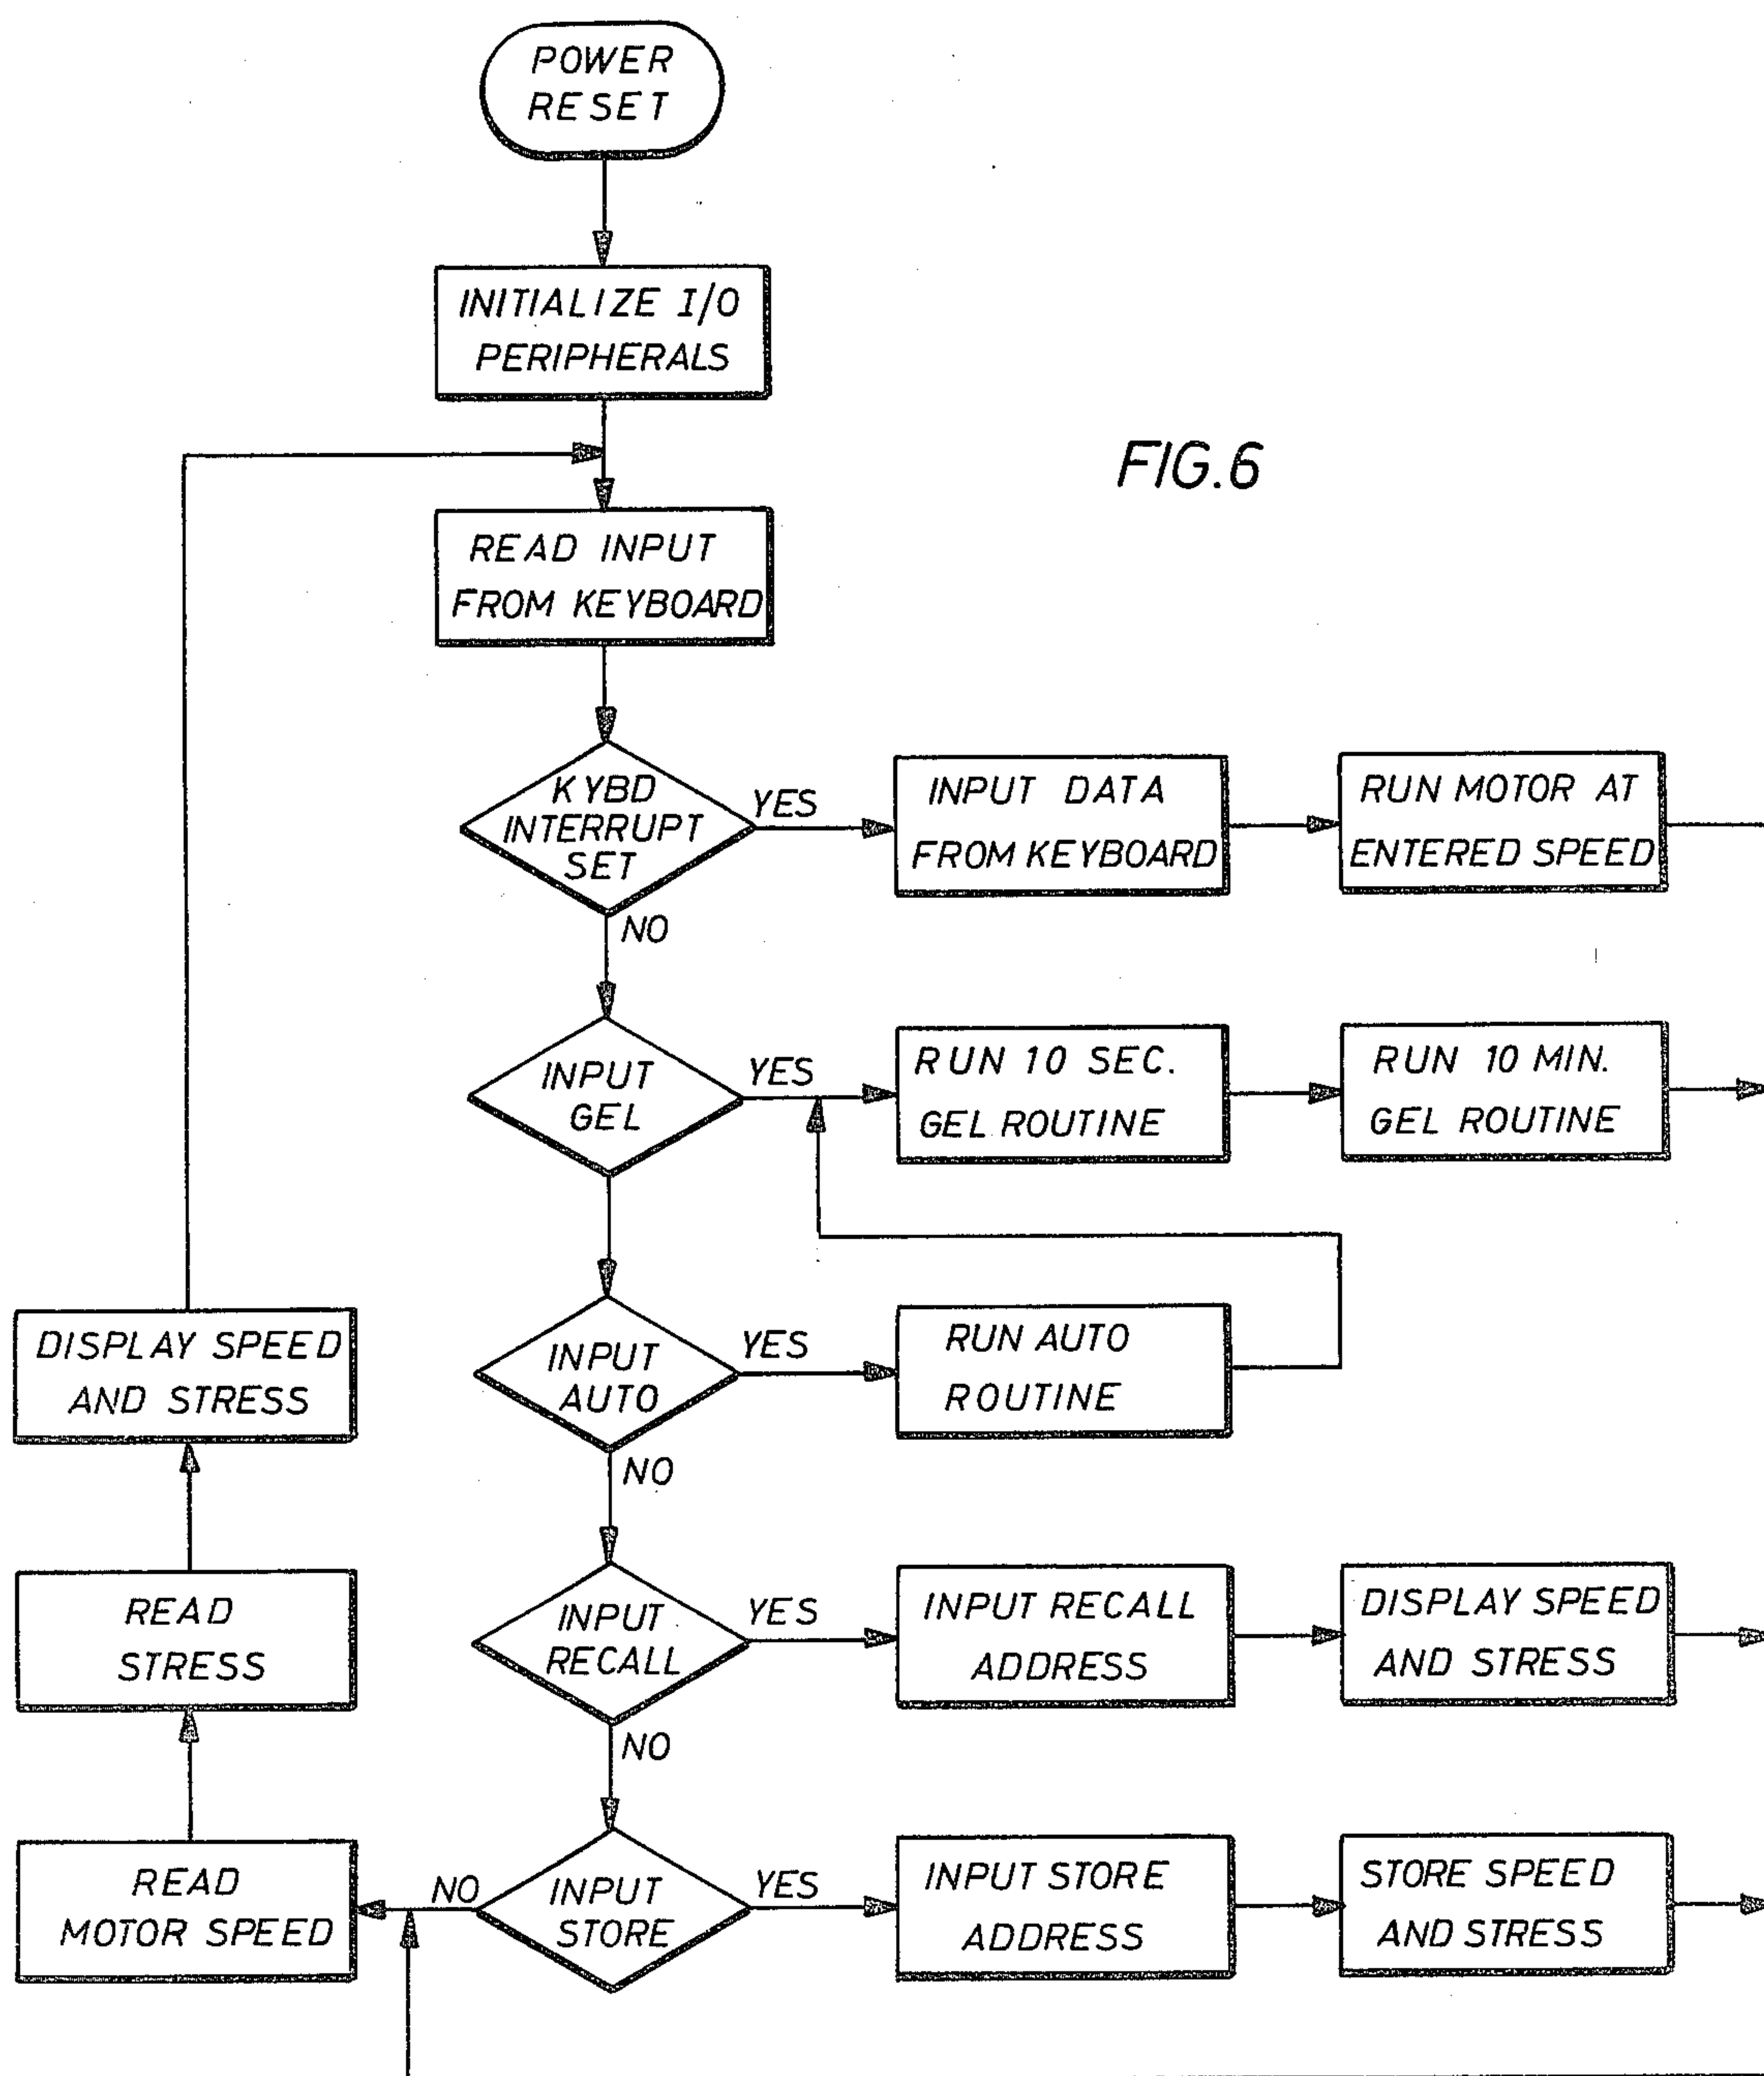 POWER
RESET
INITIALIZE I/O
PERIPHERALS
FIG.6
READ INPUT
FROM KEYBOARD
KYBD
INTERRUPT
SET
YES
NO
INPUT DATA
FROM KEYBOARD
RUN MOTOR AT
ENTERED SPEED
INPUT
GEL
YES
RUN 10 SEC.
GEL ROUTINE
RUN 10 MIN.
GEL ROUTINE
INPUT
AUTO
YES
NO
RUN AUTO
ROUTINE
DISPLAY SPEED
AND STRESS
READ
STRESS
INPUT
RECALL
YES
NO
INPUT RECALL
ADDRESS
DISPLAY SPEED
AND STRESS
READ
MOTOR SPEED
NO
INPUT
STORE
YES
INPUT STORE
ADDRESS
STORE SPEED
AND STRESS